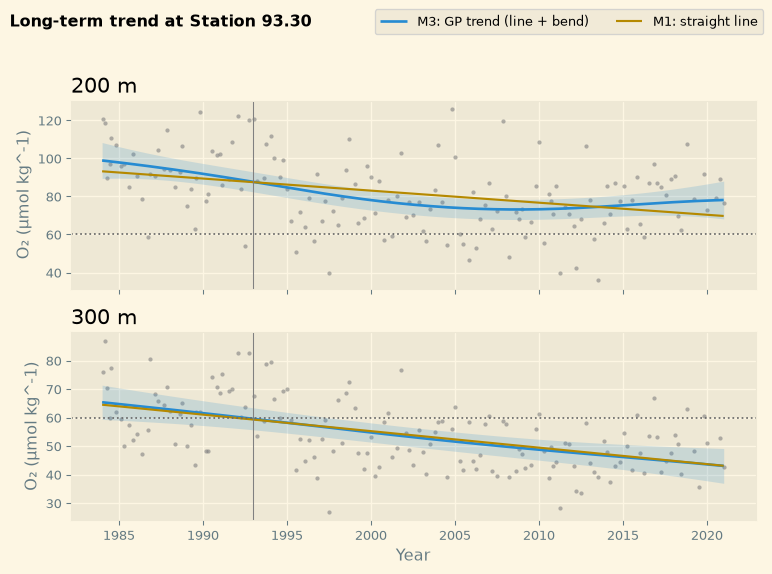 Long-term trend at Station 93.30
M3: GP trend (line + bend)
M1: straight line
200 m
O₂ (μmol kg^-1)
120
100
80
60
40
300 m
O₂ (μmol kg^-1)
80
70
60
50
40
30
1985 1990 1995 2000 2005 2010 2015 2020
Year